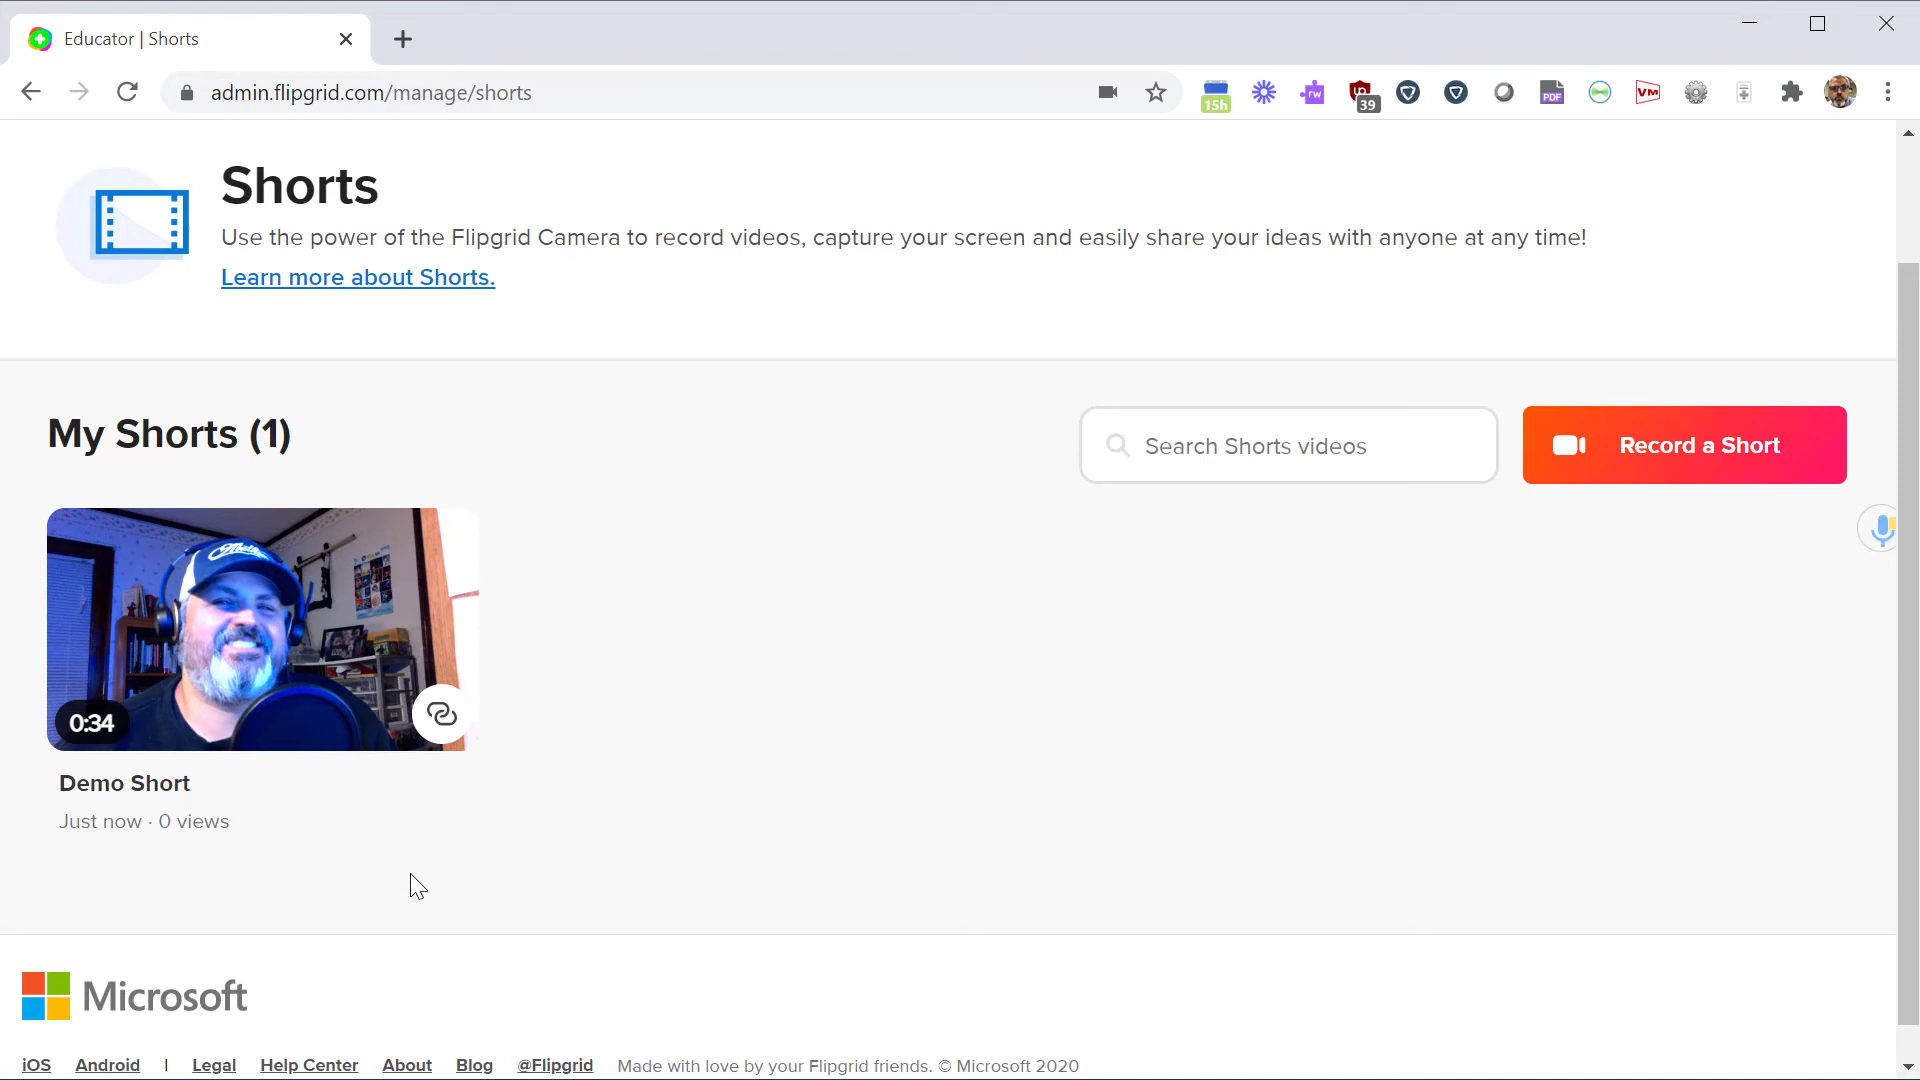 Educator | Shorts
admin.flipgrid.com/manage/shorts
15h
rw
39
PDF
VM
Shorts
Use the power of the Flipgrid Camera to record videos, capture your screen and easily share your ideas with anyone at any time!
Learn more about Shorts.
My Shorts (1)
Search Shorts videos
Record a Short
0:34
Demo Short
Just now · 0 views
Microsoft
iOS Android | Legal Help Center About Blog @Flipgrid Made with love by your Flipgrid friends. © Microsoft 2020